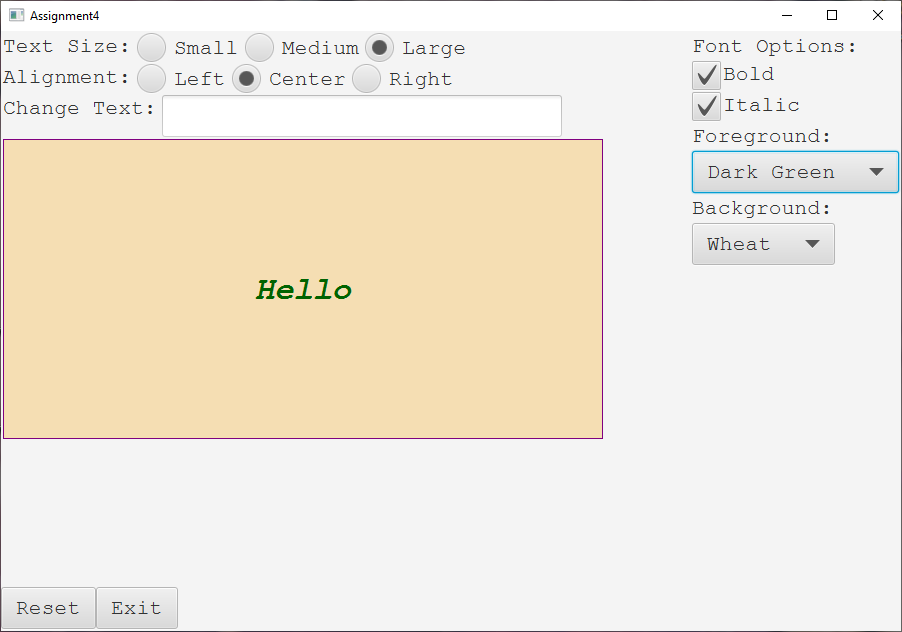 Assignment4
Text Size: Small Medium Large
Alignment: Left Center Right
Change Text:
Hello
Font Options:
Bold
Italic
Foreground:
Dark Green
Background:
Wheat
Reset Exit